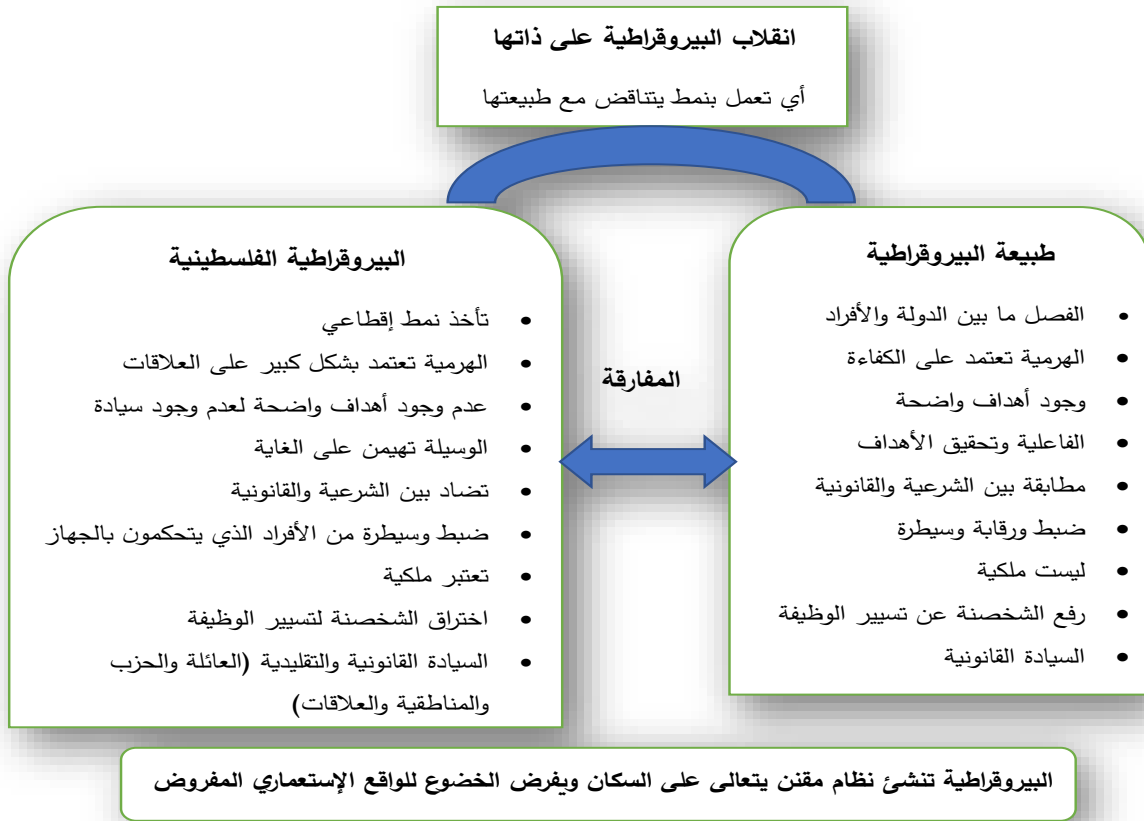 انقلاب البيروقراطية على ذاتها
أي تعمل بنمط يتناقض مع طبيعتها
طبيعة البيروقراطية
• الفصل ما بين الدولة والأفراد
• الهرمية تعتمد على الكفاءة
• وجود أهداف واضحة
• الفاعلية وتحقيق الأهداف
• مطابقة بين الشرعية والقانونية
• ضبط ورقابة وسيطرة
• ليست ملكية
• رفع الشخصنة عن تسيير الوظيفة
• السيادة القانونية
المفارقة
البيروقراطية الفلسطينية
• تأخذ نمط إقطاعي
• الهرمية تعتمد بشكل كبير على العلاقات
• عدم وجود أهداف واضحة لعدم وجود سيادة
• الوسيلة تهيمن على الغاية
• تضاد بين الشرعية والقانونية
• ضبط وسيطرة من الأفراد الذي يتحكمون بالجهاز
• تعتبر ملكية
• اختراق الشخصنة لتسيير الوظيفة
• السيادة القانونية والتقليدية (العائلة والحزب
والمناطقية والعلاقات)
البيروقراطية تنشئ نظام مقنن يتعالى على السكان ويفرض الخضوع للواقع الإستعماري المفروض